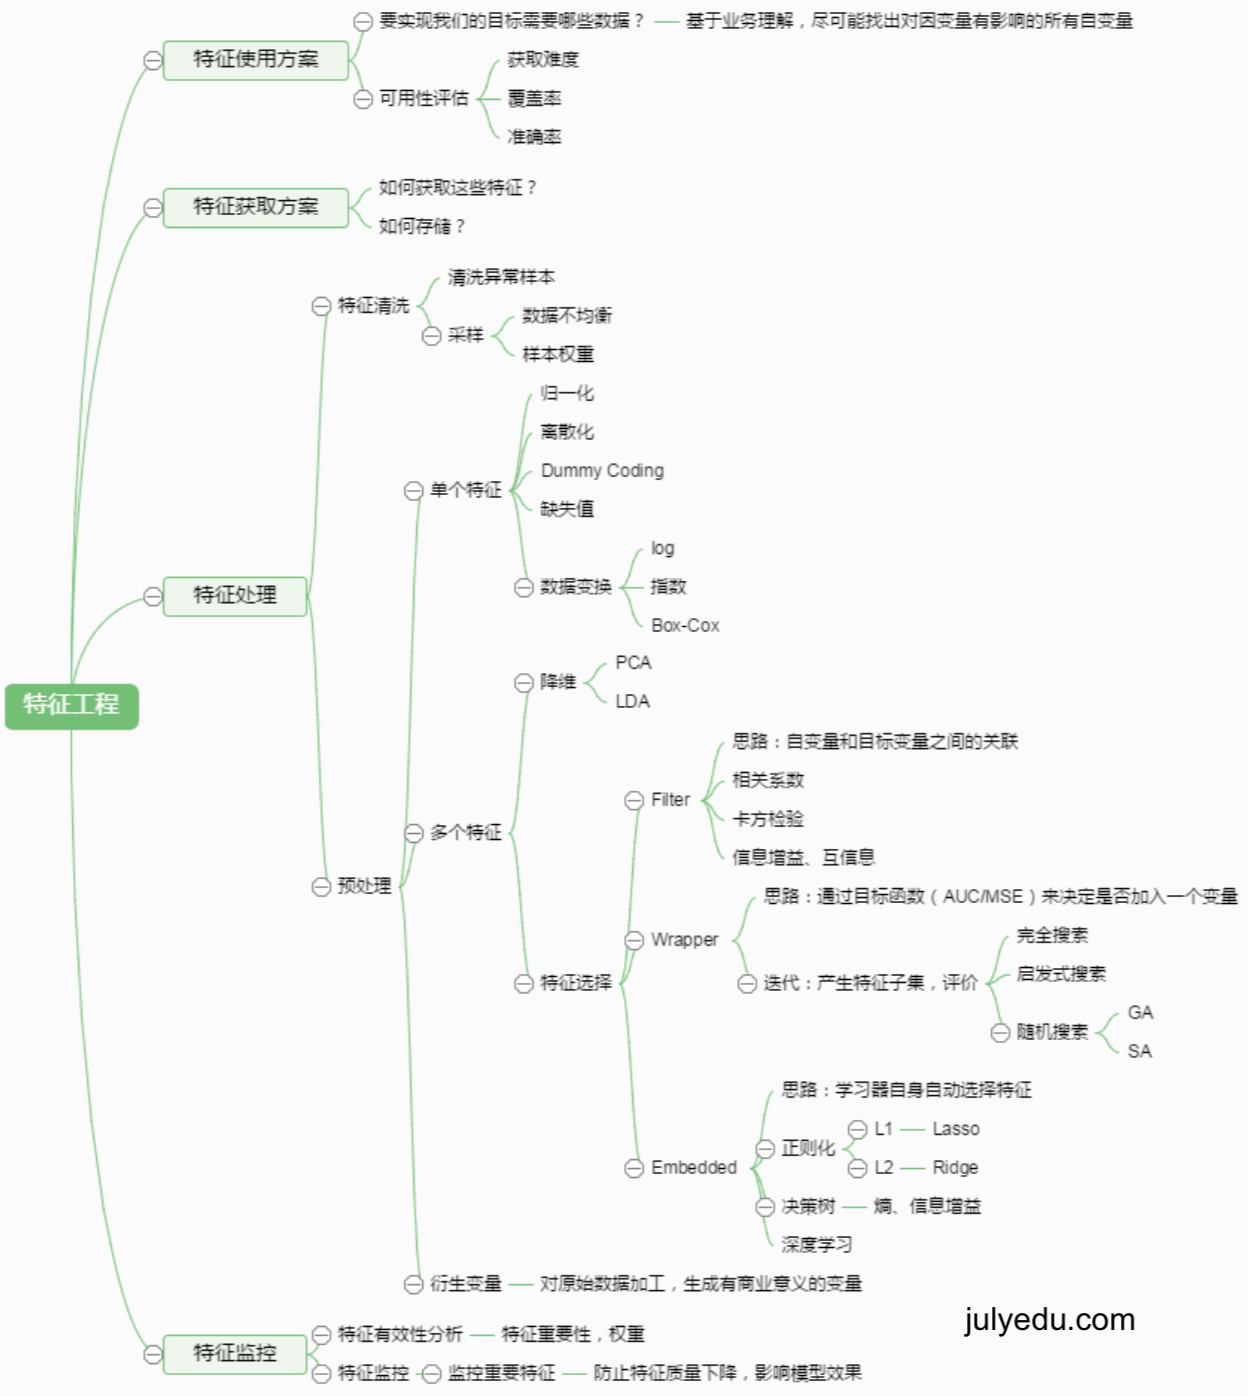 要实现我们的目标需要哪些数据？
基于业务理解，尽可能找出对因变量有影响的所有自变量
特征使用方案
获取难度
可用性评估
覆盖率
准确率
如何获取这些特征？
特征获取方案
如何存储？
清洗异常样本
特征清洗
数据不均衡
采样
样本权重
归一化
离散化
Dummy Coding
单个特征
缺失值
log
数据变换
指数
Box-Cox
特征处理
PCA
降维
LDA
特征工程
思路：自变量和目标变量之间的关联
相关系数
Filter
卡方检验
多个特征
信息增益、互信息
预处理
思路：通过目标函数（AUC/MSE）来决定是否加入一个变量
Wrapper
完全搜索
启发式搜索
特征选择
迭代：产生特征子集，评价
GA
随机搜索
SA
思路：学习器自身自动选择特征
L1
Lasso
正则化
L2
Ridge
Embedded
决策树
熵、信息增益
深度学习
衍生变量
对原始数据加工，生成有商业意义的变量
julyedu.com
特征有效性分析
特征重要性，权重
特征监控
特征监控
监控重要特征
防止特征质量下降，影响模型效果